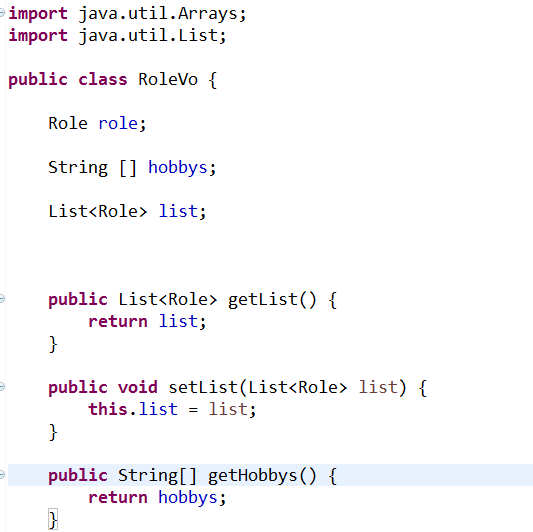 import java.util.Arrays;
import java.util.List;
public class RoleVo {
Role role;
String [] hobbys;
List<Role> list;
public List<Role> getList() {
return list;
}
public void setList(List<Role> list) {
this.list = list;
}
public String[] getHobbys() {
return hobbys;
}